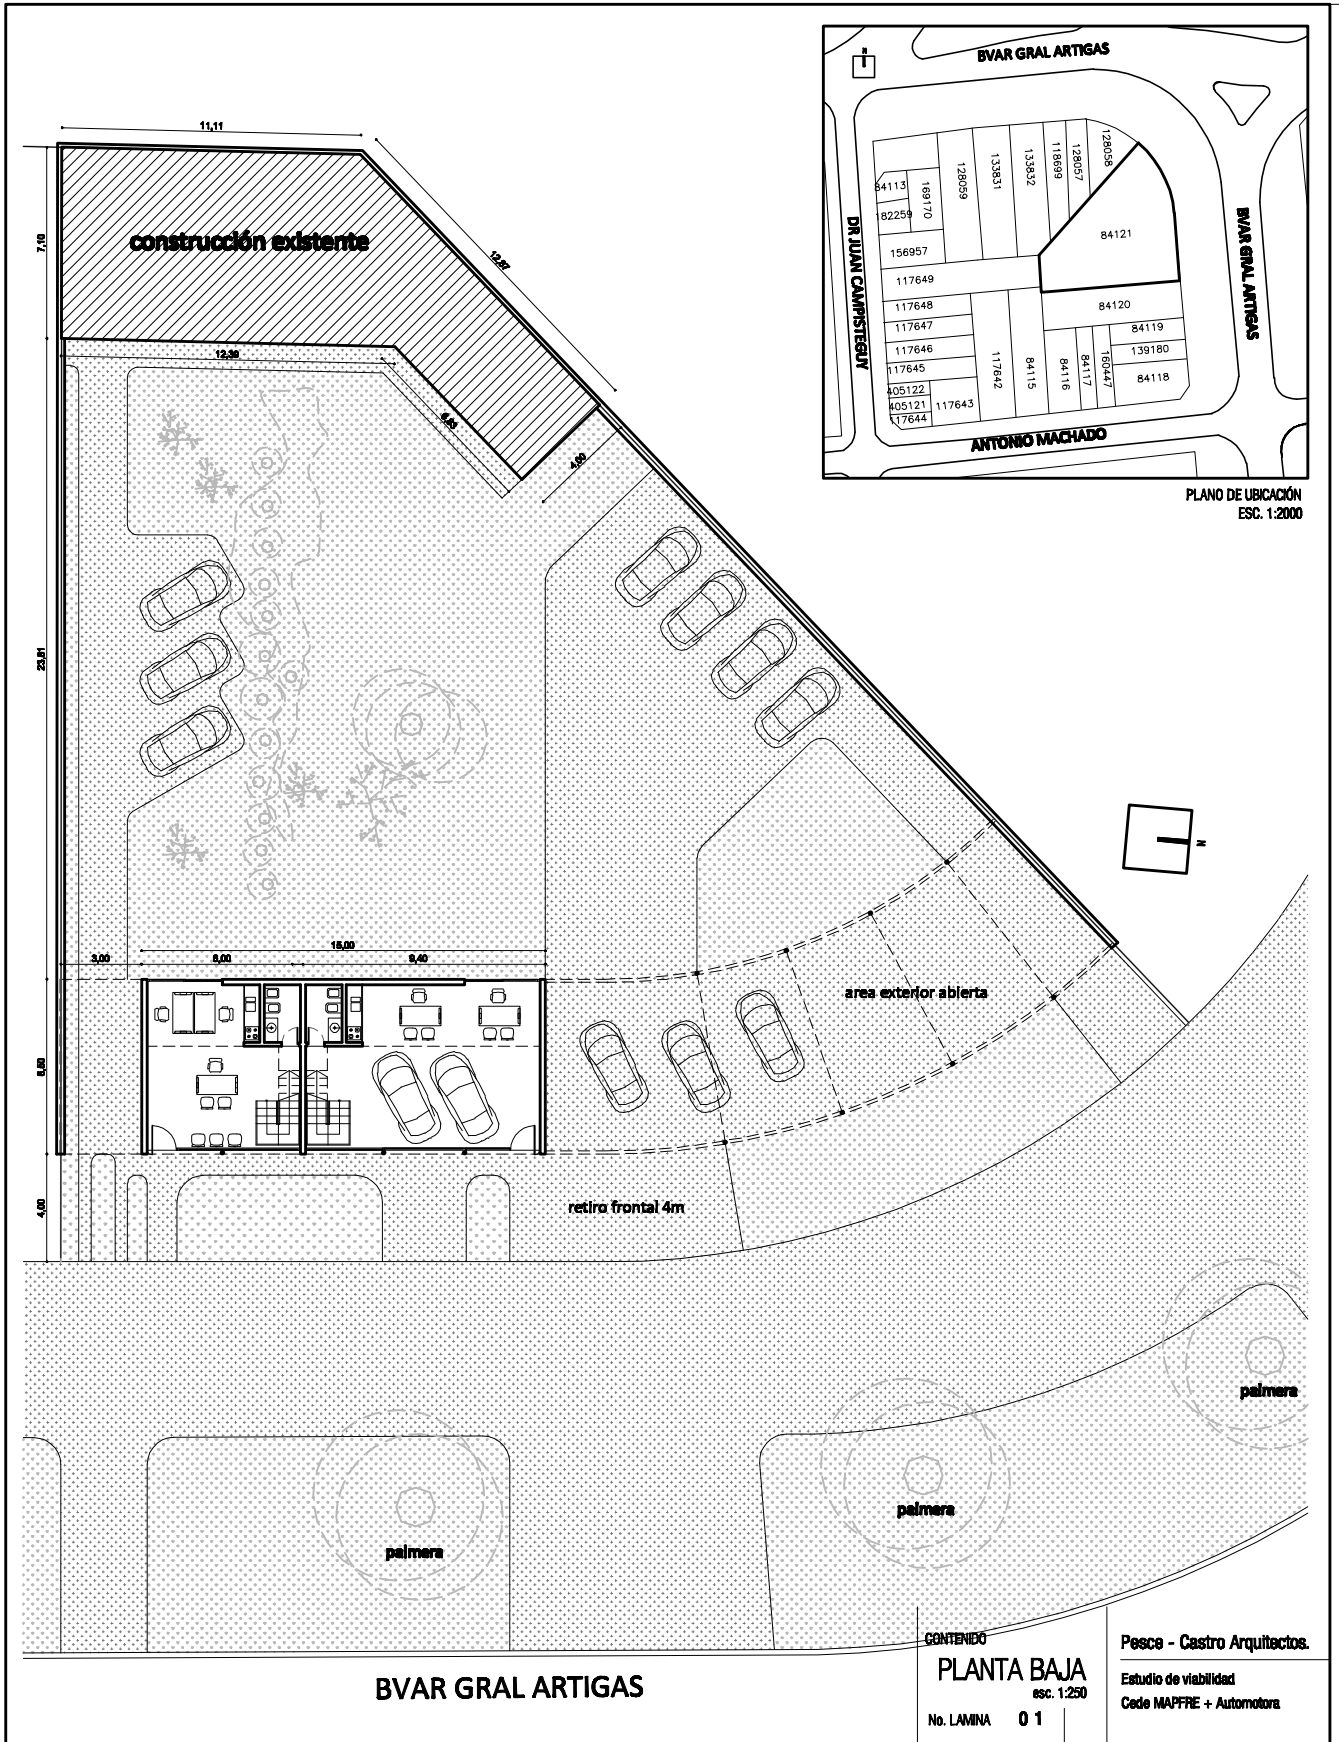 BVAR GRAL ARTIGAS
N
128058
128057
118699
133832
133831
128059
84113
169170
182259
156957
84121
117649
117648
117647
117646
117645
405122
405121
117644
117643
117642
84115
84116
84117
160447
84120
84119
139180
84118
DR JUAN CAMPISTEGUY
BVAR GRAL ARTIGAS
ANTONIO MACHADO
PLANO DE UBICACIÓN
ESC. 1:2000
11,11
7,10
construcción existente
12,87
12,39
4,00
23,81
N
15,00
3,00
6,00
9,40
area exterior abierta
4,00
retiro frontal 4m
palmera
palmera
palmera
BVAR GRAL ARTIGAS
CONTENIDO
PLANTA BAJA
esc. 1:250
No. LAMINA 0 1
Pesce - Castro Arquitectos.
Estudio de viabilidad
Cede MAPFRE + Automotora